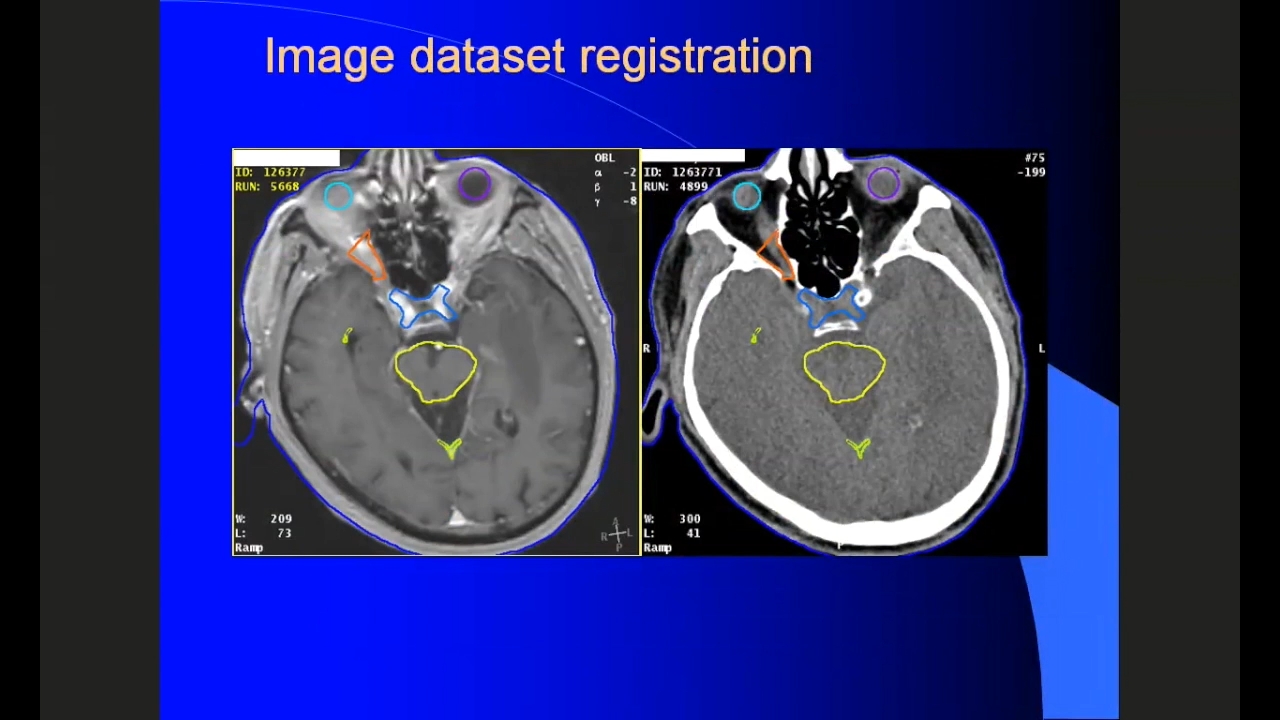 Image dataset registration
ID: 126377
RUN: 5668
OBL
α -2
β 1
γ -8
W: 209
L: 73
Ramp
A
R L
P
ID: 1263771
RUN: 4899
#75
-199
R
L
W: 300
L: 41
Ramp
P